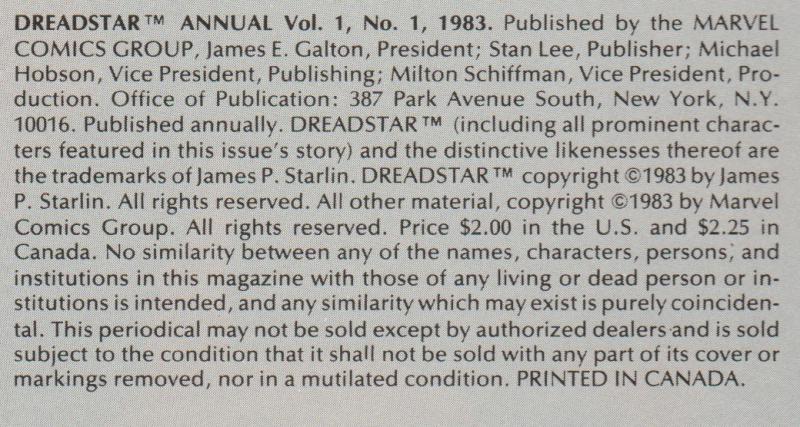 DREADSTAR™ ANNUAL Vol. 1, No. 1, 1983. Published by the MARVEL
COMICS GROUP, James E. Galton, President; Stan Lee, Publisher; Michael
Hobson, Vice President, Publishing; Milton Schiffman, Vice President, Pro-
duction. Office of Publication: 387 Park Avenue South, New York, N.Y.
10016. Published annually. DREADSTAR™ (including all prominent charac-
ters featured in this issue's story) and the distinctive likenesses thereof are
the trademarks of James P. Starlin. DREADSTAR™ copyright ©1983 by James
P. Starlin. All rights reserved. All other material, copyright ©1983 by Marvel
Comics Group. All rights reserved. Price $2.00 in the U.S. and $2.25 in
Canada. No similarity between any of the names, characters, persons, and
institutions in this magazine with those of any living or dead person or in-
stitutions is intended, and any similarity which may exist is purely coinciden-
tal. This periodical may not be sold except by authorized dealers and is sold
subject to the condition that it shall not be sold with any part of its cover or
markings removed, nor in a mutilated condition. PRINTED IN CANADA.